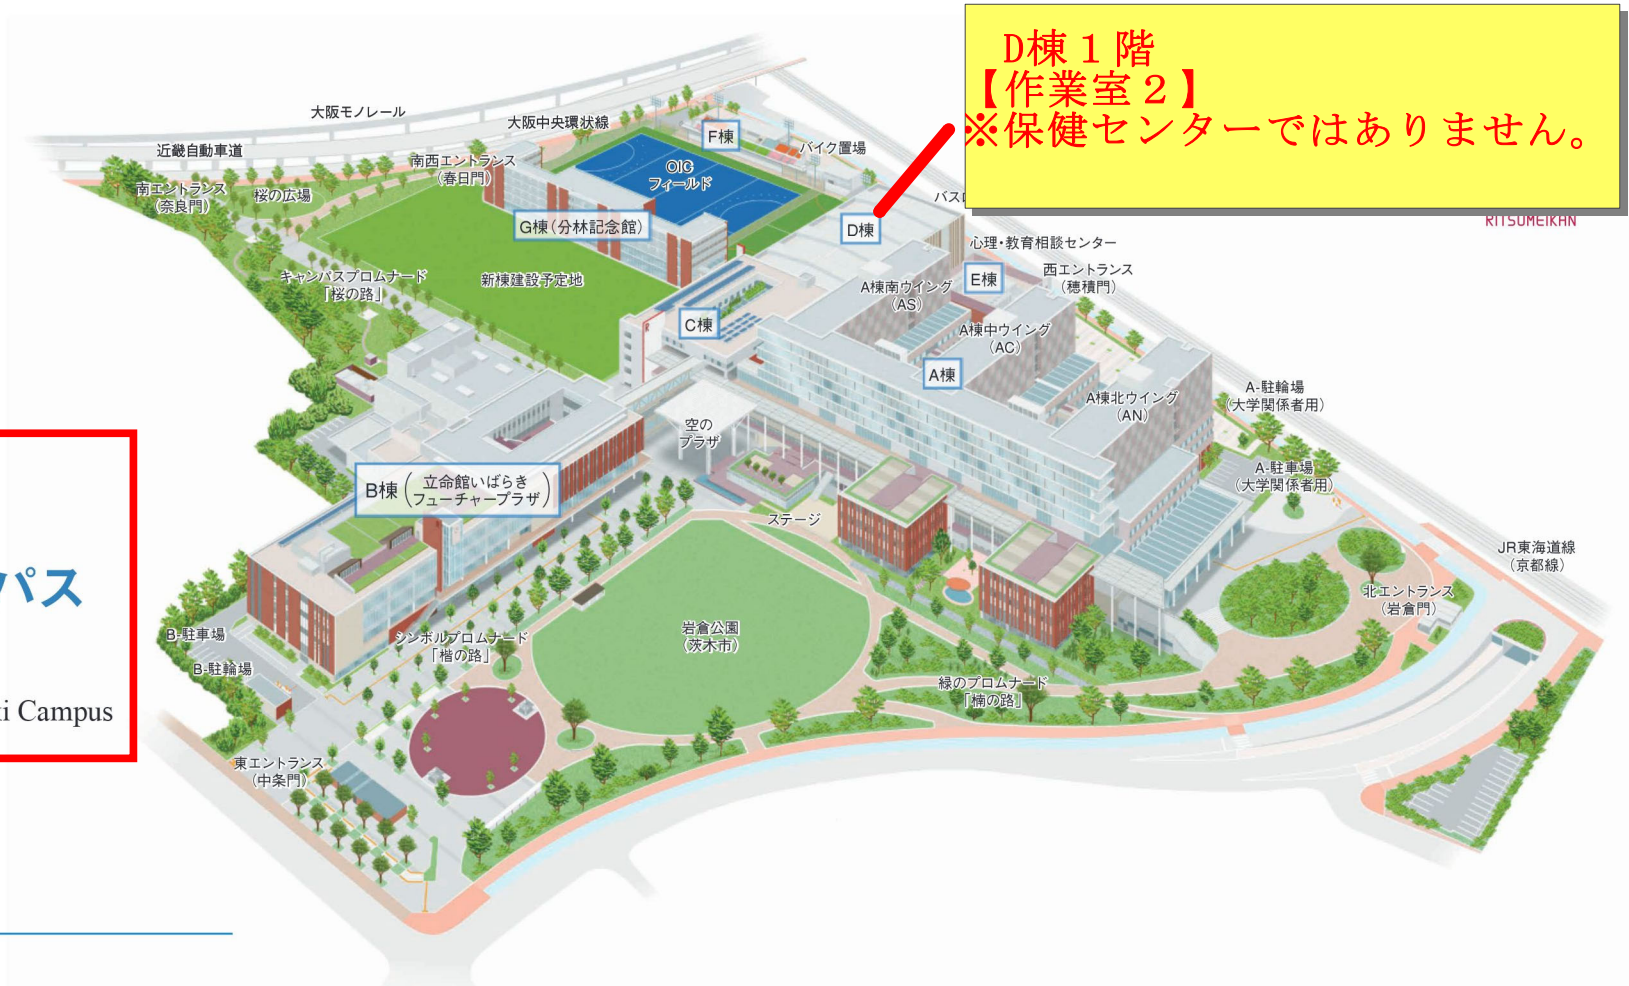 D棟１階
【作業室２】
※保健センターではありません。
RITSUMEIKAN
大阪モノレール
大阪中央環状線
近畿自動車道
F棟
バイク置場
OIC
フィールド
南西エントランス
(春日門)
南エントランス
(奈良門)
桜の広場
バスロ
G棟(分林記念館)
D棟
心理・教育相談センター
キャンパスプロムナード
「桜の路」
新棟建設予定地
A棟南ウイング
(AS)
E棟
西エントランス
(穂積門)
C棟
A棟中ウイング
(AC)
A棟
A棟北ウイング
(AN)
A-駐輪場
(大学関係者用)
空の
プラザ
A-駐車場
(大学関係者用)
B棟(立命館いばらき
フューチャープラザ)
ステージ
JR東海道線
(京都線)
パス
北エントランス
(岩倉門)
B-駐車場
シンボルプロムナード
「楷の路」
岩倉公園
(茨木市)
B-駐輪場
緑のプロムナード
「楠の路」
ki Campus
東エントランス
(中条門)